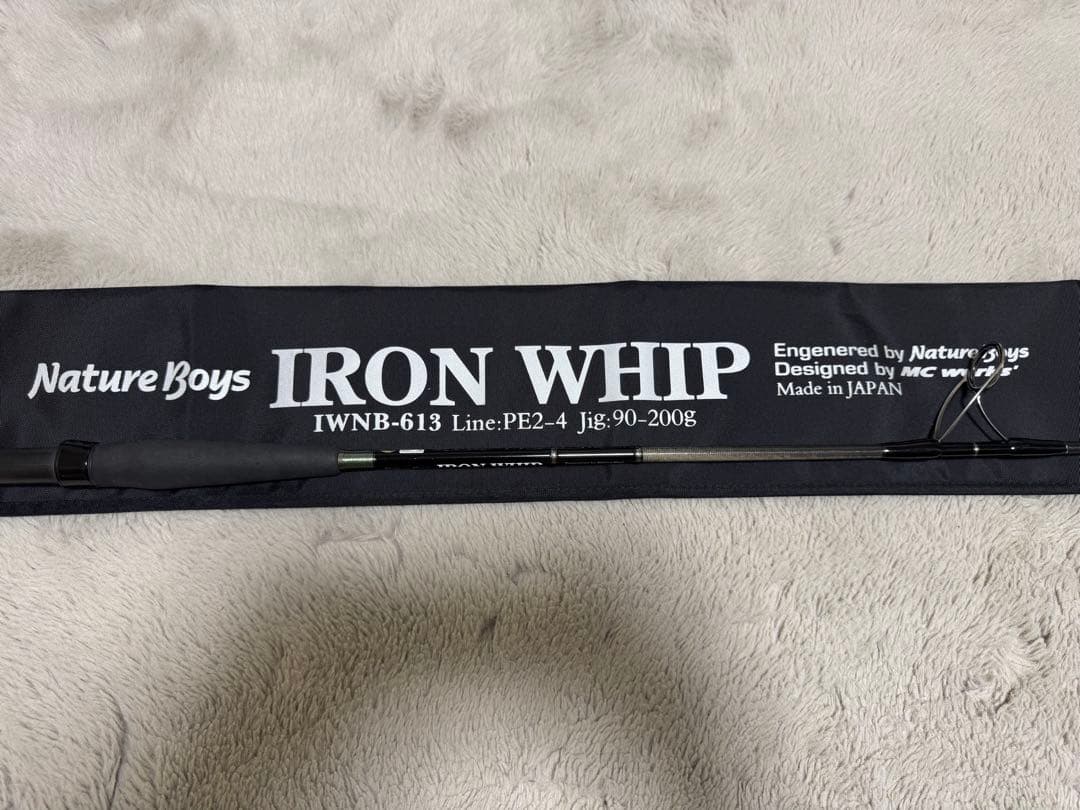 Nature Boys
IRON WHIP
IWNB-613 Line:PE2-4 Jig:90-200g
Engenered by Nature Boys
Designed by MC works'
Made in JAPAN
IRON WHIP